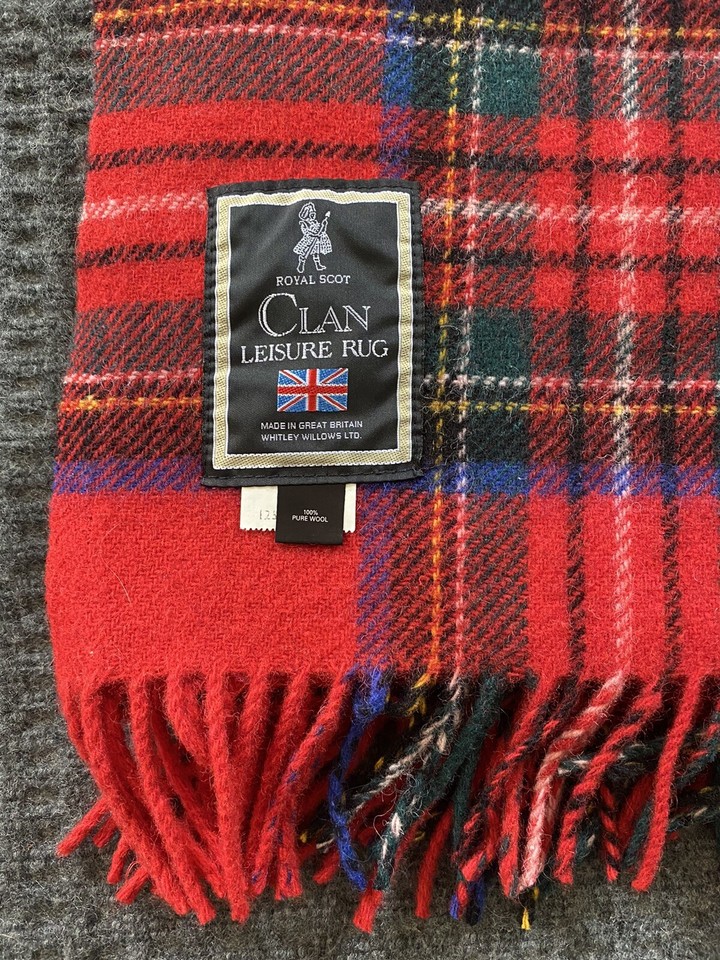 ROYAL SCOT
CLAN
LEISURE RUG
MADE IN GREAT BRITAIN
WHITLEY WILLOWS LTD.
100%
PURE WOOL